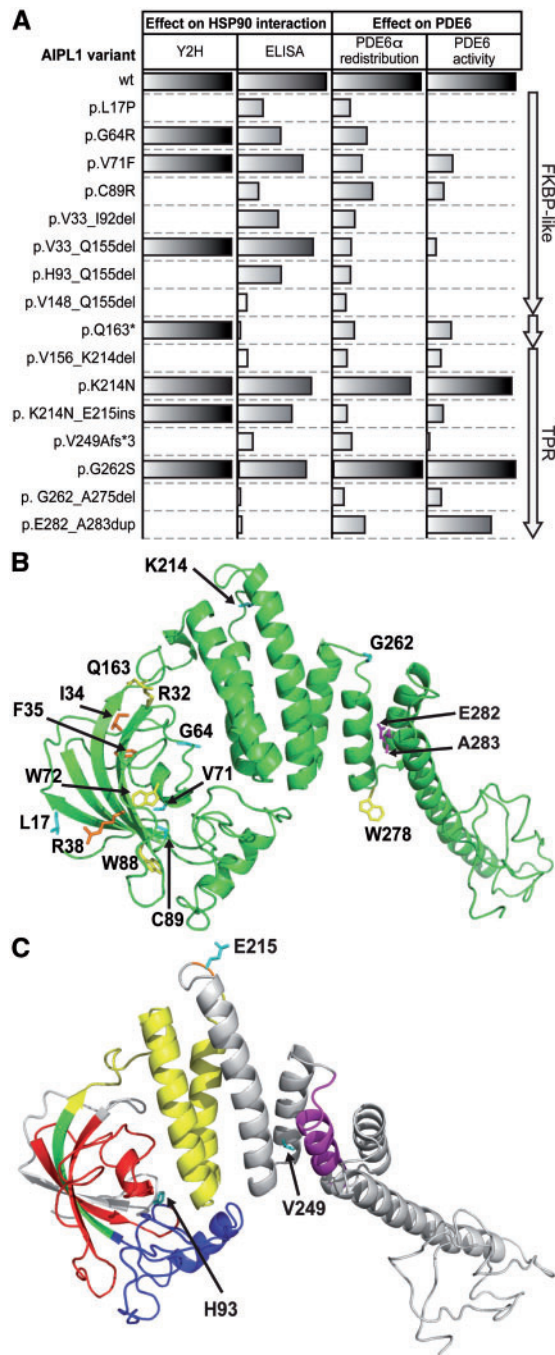 A
Effect on HSP90 interaction Effect on PDE6
AIPL1 variant Y2H ELISA PDE6α redistribution PDE6 activity
wt
p.L17P
p.G64R
p.V71F
p.C89R
p.V33_I92del
p.V33_Q155del
p.H93_Q155del
p.V148_Q155del
p.Q163*
p.V156_K214del
p.K214N
p. K214N_E215ins
p.V249Afs*3
p.G262S
p. G262_A275del
p.E282_A283dup
FKBP-like
TPR
B
K214
Q163
R32
G262
I34
F35
G64
E282
A283
W72
V71
L17
R38
W88
W278
C89
C
E215
V249
H93